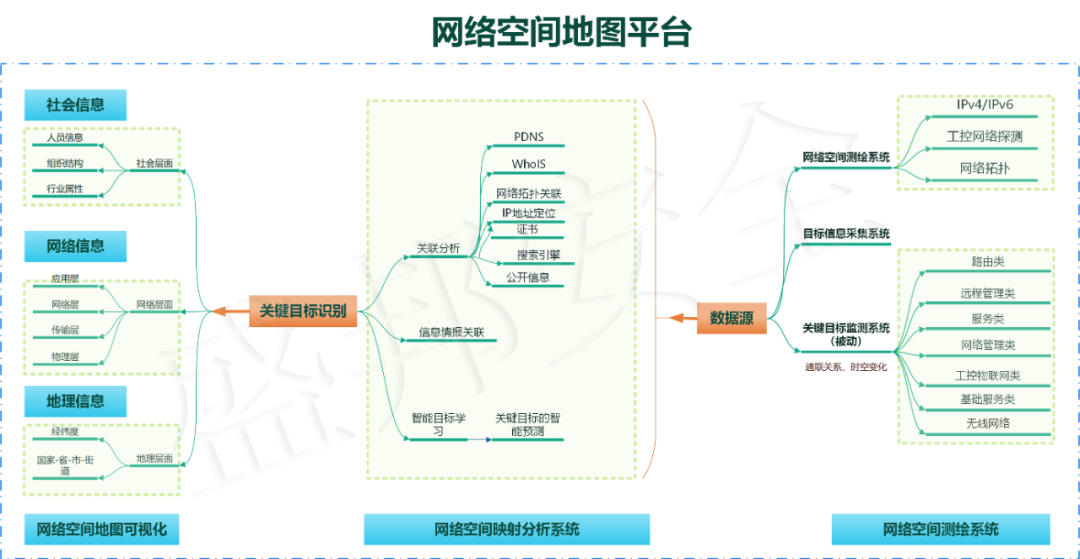 网络空间地图平台
社会信息
人员信息
组织结构
行业属性
社会层面
网络信息
应用层
网络层
传输层
物理层
网络层面
地理信息
经纬度
国家-省-市-街
道
地理层面
网络空间地图可视化
关键目标识别
关联分析
PDNS
WhoIS
网络拓扑关联
IP地址定位
证书
搜索引擎
公开信息
信息情报关联
智能目标学
习
关键目标的智
能预测
网络空间映射分析系统
数据源
网络空间测绘系统
IPv4/IPv6
工控网络探测
网络拓扑
目标信息采集系统
关键目标监测系统
（被动）
通联关系、时空变化
路由类
远程管理类
服务类
网络管理类
工控物联网类
基础服务类
无线网络
网络空间测绘系统
盛邦安全